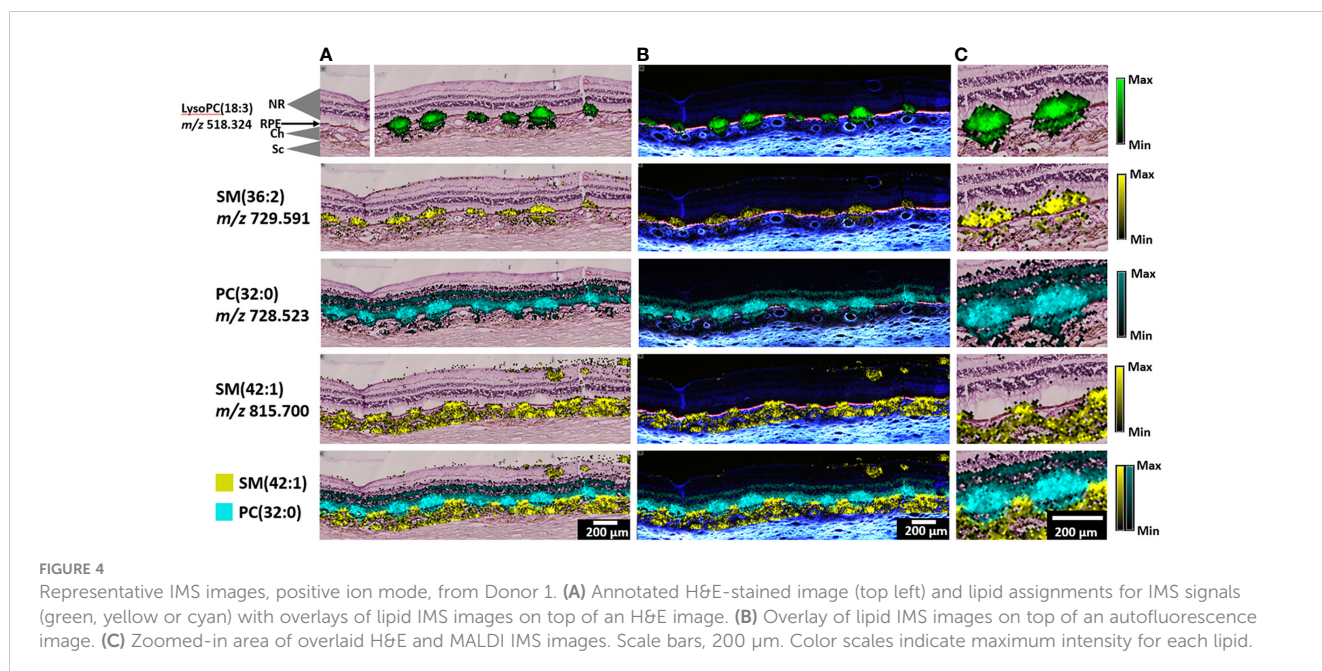 A B C
LysoPC(18:3)
m/z 518.324
NR
RPE
Ch
Sc
Max
Min
SM(36:2)
m/z 729.591
Max
Min
PC(32:0)
m/z 728.523
Max
Min
SM(42:1)
m/z 815.700
Max
Min
SM(42:1)
PC(32:0)
200 µm
200 µm
200 µm
Max
Min
FIGURE 4
Representative IMS images, positive ion mode, from Donor 1. (A) Annotated H&E-stained image (top left) and lipid assignments for IMS signals
(green, yellow or cyan) with overlays of lipid IMS images on top of an H&E image. (B) Overlay of lipid IMS images on top of an autofluorescence
image. (C) Zoomed-in area of overlaid H&E and MALDI IMS images. Scale bars, 200 µm. Color scales indicate maximum intensity for each lipid.